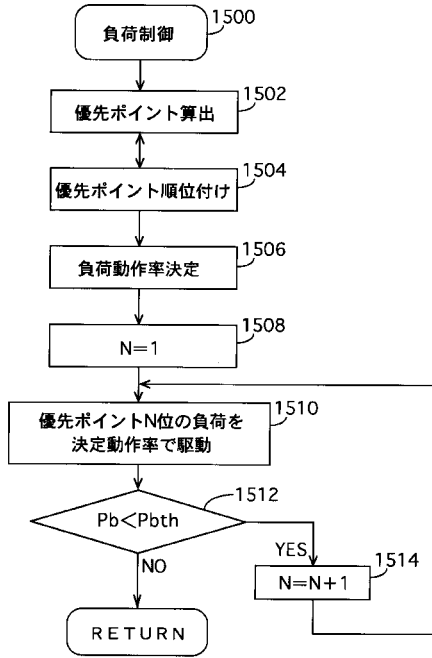 負荷制御
1500
1502
優先ポイント算出
1504
優先ポイント順位付け
1506
負荷動作率決定
1508
N=1
1510
優先ポイントN位の負荷を
決定動作率で駆動
1512
Pb<Pbth
YES
NO
1514
N=N+1
RETURN